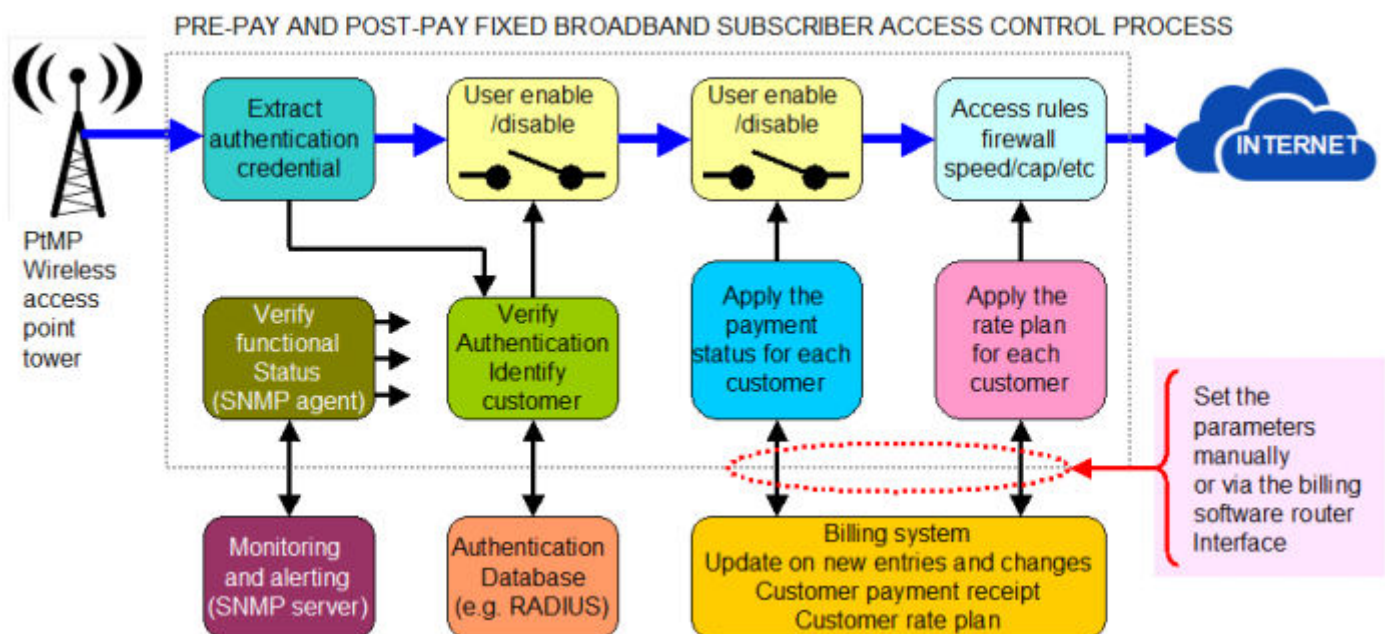 PRE-PAY AND POST-PAY FIXED BROADBAND SUBSCRIBER ACCESS CONTROL PROCESS
PtMP
Wireless
access
point
tower
Extract
authentication
credential
User enable
/disable
User enable
/disable
Access rules
firewall
speed/cap/etc
INTERNET
Verify
functional
Status
(SNMP agent)
Verify
Authentication
Identify
customer
Apply the
payment
status for each
customer
Apply the
rate plan
for each
customer
Set the
parameters
manually
or via the billing
software router
Interface
Monitoring
and alerting
(SNMP server)
Authentication
Database
(e.g. RADIUS)
Billing system
Update on new entries and changes
Customer payment receipt
Customer rate plan